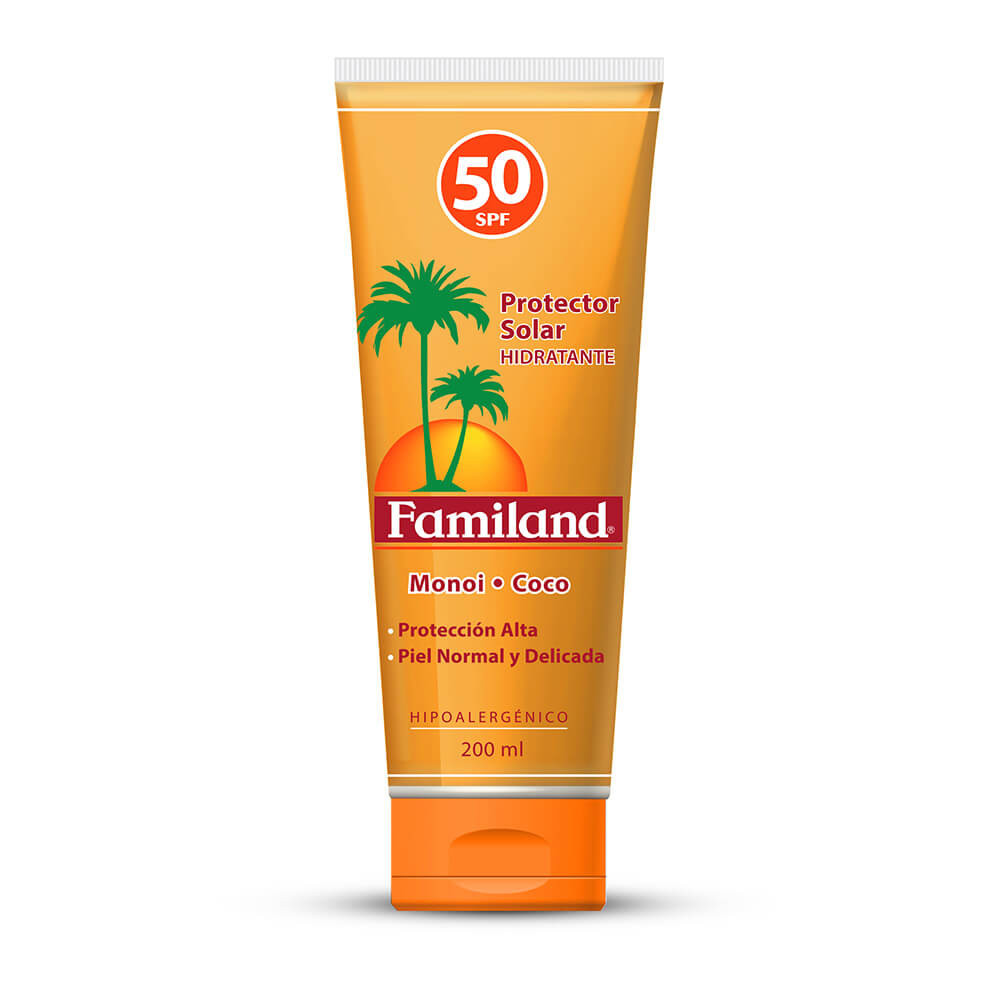 50
SPF
Protector
Solar
HIDRATANTE
Familand®
Monoi • Coco
• Protección Alta
• Piel Normal y Delicada
HIPOALERGÉNICO
200 ml